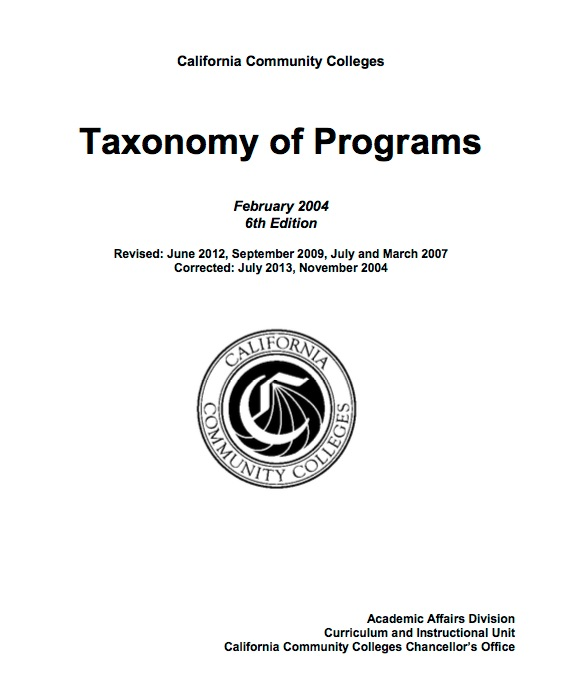 California Community Colleges
Taxonomy of Programs
February 2004
6th Edition
Revised: June 2012, September 2009, July and March 2007
Corrected: July 2013, November 2004
CALIFORNIA
COMMUNITY COLLEGES
C
Academic Affairs Division
Curriculum and Instructional Unit
California Community Colleges Chancellor's Office